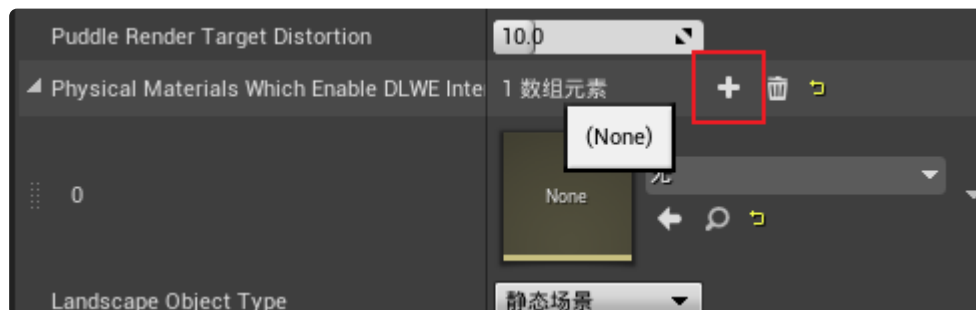 Puddle Render Target Distortion
10.0
Physical Materials Which Enable DLWE Inte
1 数组元素
(None)
0
None
无
Landscape Object Type
静态场景